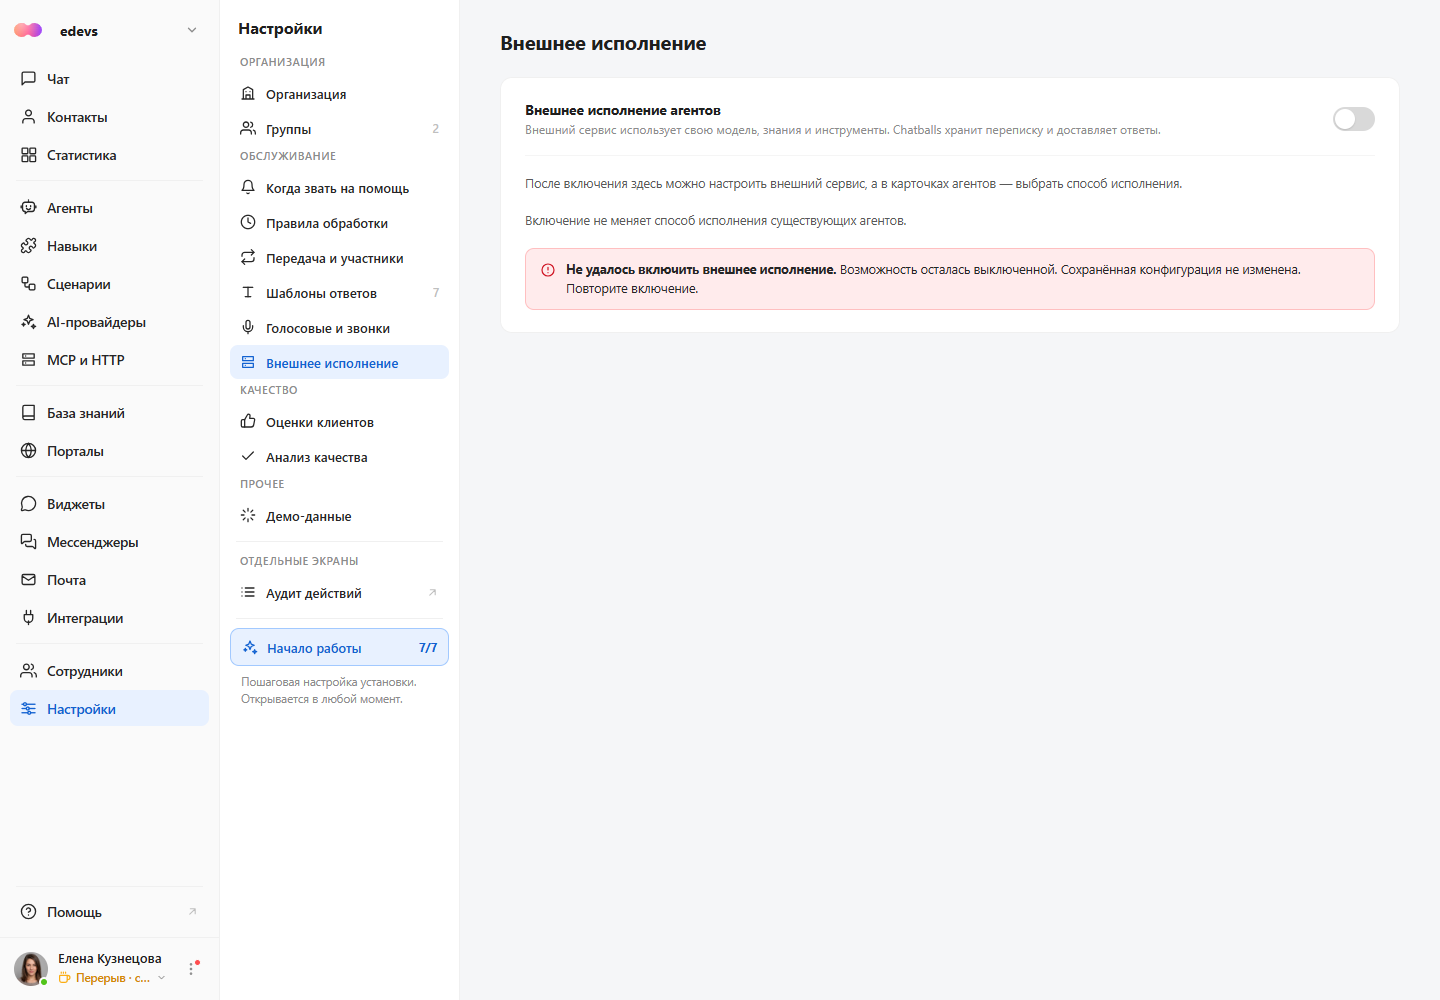 edevs
Чат
Контакты
Статистика
Агенты
Навыки
Сценарии
AI-провайдеры
MCP и HTTP
База знаний
Порталы
Виджеты
Мессенджеры
Почта
Интеграции
Сотрудники
Настройки
Помощь
Елена Кузнецова
Перерыв · с...
Настройки
ОРГАНИЗАЦИЯ
Организация
Группы 2
ОБСЛУЖИВАНИЕ
Когда звать на помощь
Правила обработки
Передача и участники
Шаблоны ответов 7
Голосовые и звонки
Внешнее исполнение
КАЧЕСТВО
Оценки клиентов
Анализ качества
ПРОЧЕЕ
Демо-данные
ОТДЕЛЬНЫЕ ЭКРАНЫ
Аудит действий
Начало работы 7/7
Пошаговая настройка установки.
Открывается в любой момент.
Внешнее исполнение
Внешнее исполнение агентов
Внешний сервис использует свою модель, знания и инструменты. Chatballs хранит переписку и доставляет ответы.
После включения здесь можно настроить внешний сервис, а в карточках агентов — выбрать способ исполнения.
Включение не меняет способ исполнения существующих агентов.
Не удалось включить внешнее исполнение. Возможность осталась выключенной. Сохранённая конфигурация не изменена.
Повторите включение.